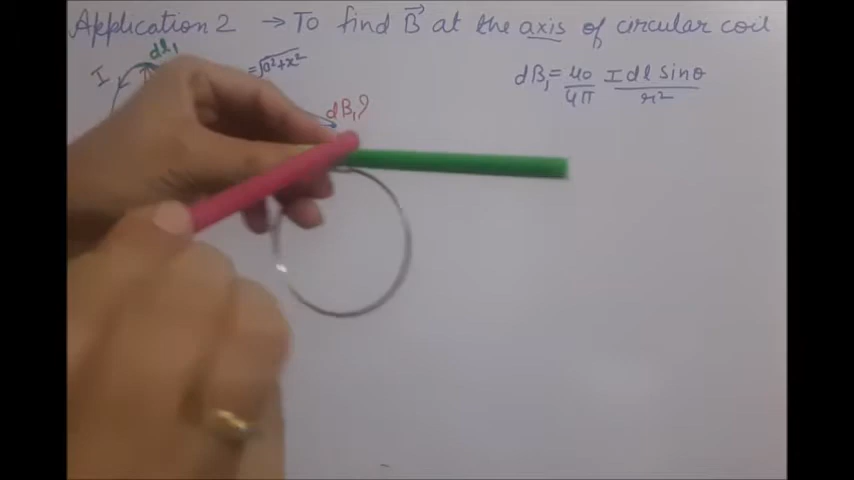 Application 2 → To find B⃗ at the axis of circular coil
dl₁
I
=√a²+x²
dB₁?
dB₁ = μ₀/4π I dl sinθ/r²